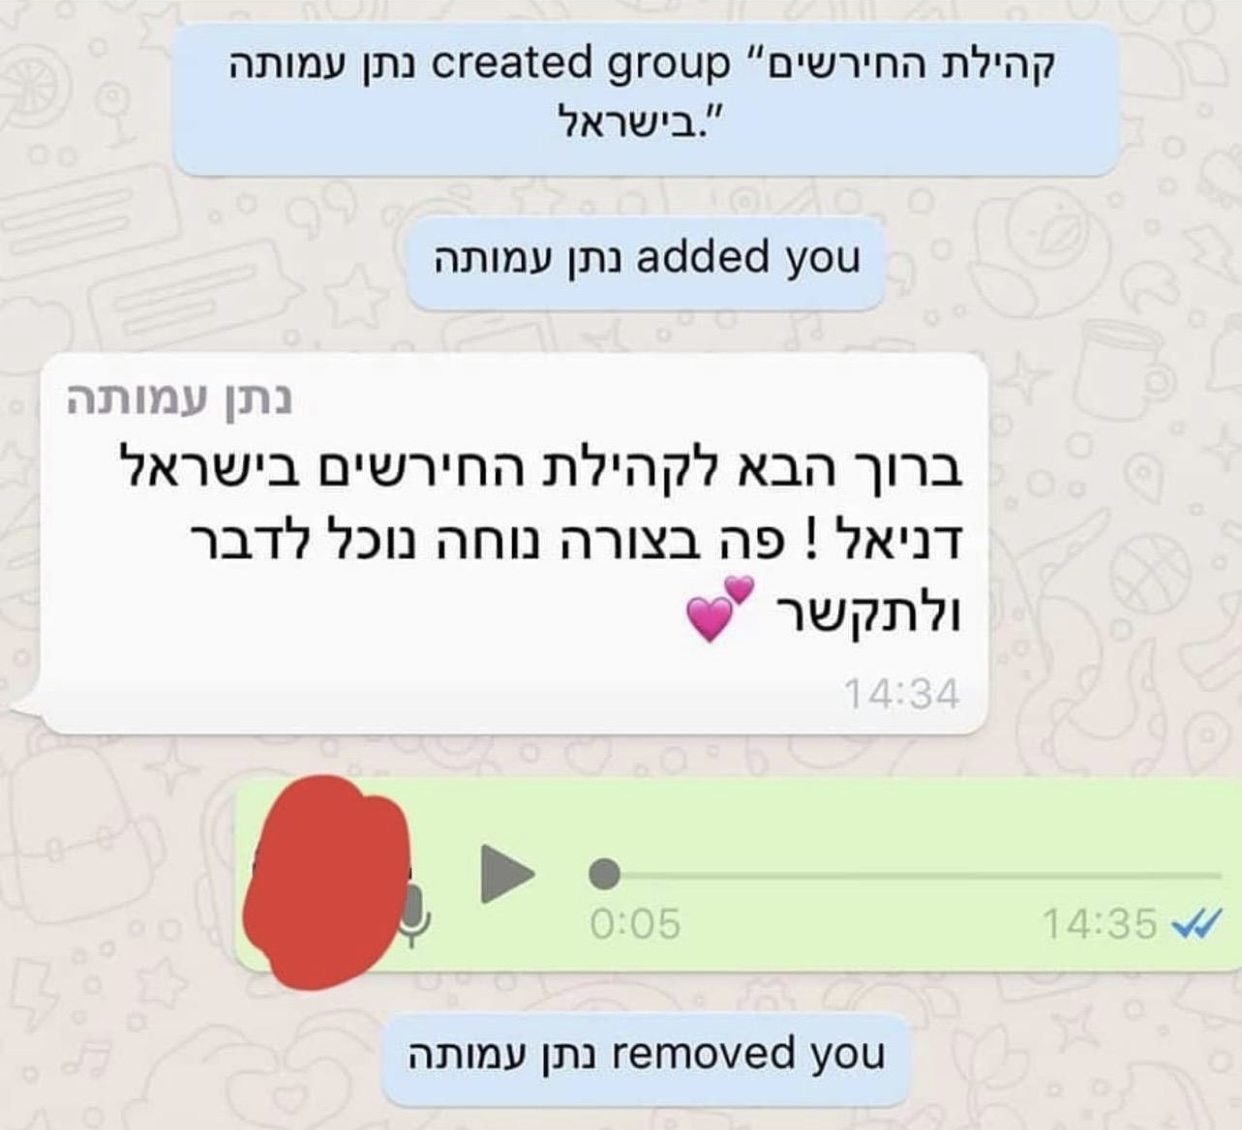 נתן עמותה created group "קהילת החירשים
בישראל."
נתן עמותה added you
נתן עמותה
ברוך הבא לקהילת החירשים בישראל
דניאל ! פה בצורה נוחה נוכל לדבר
ולתקשר 💕
14:34
0:05 14:35
נתן עמותה removed you